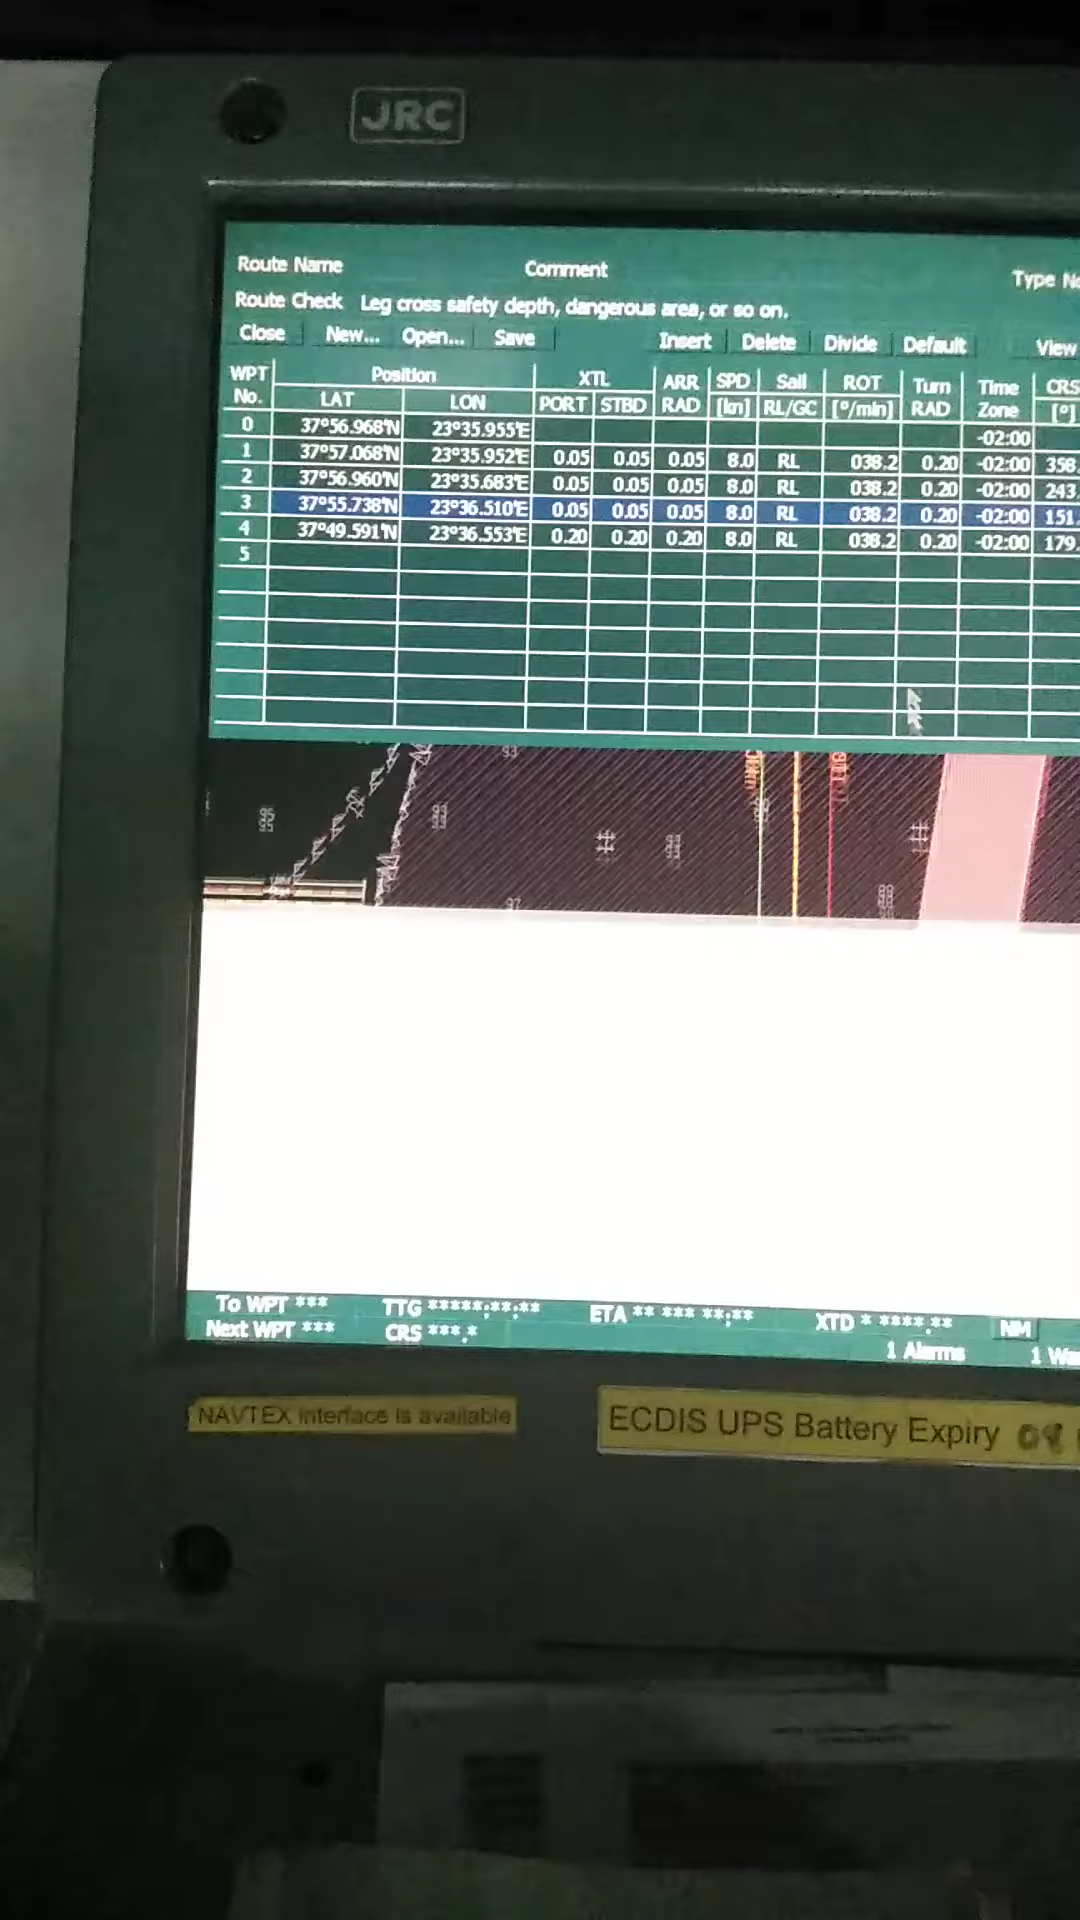 JRC
Route Name Comment Type No
Route Check Leg cross safety depth, dangerous area, or so on.
Close New... Open... Save Insert Delete Divide Default View
WPT No. Position XTL ARR RAD SPD [kn] Sail RL/GC ROT [°/min] Turn RAD Time Zone CRS [°]
LAT LON PORT STBD
0 37°56.968'N 23°35.955'E -02:00
1 37°57.068'N 23°35.952'E 0.05 0.05 0.05 8.0 RL 038.2 0.20 -02:00 358.
2 37°56.960'N 23°35.683'E 0.05 0.05 0.05 8.0 RL 038.2 0.20 -02:00 243.
3 37°55.738'N 23°36.510'E 0.05 0.05 0.05 8.0 RL 038.2 0.20 -02:00 151.
4 37°49.591'N 23°36.553'E 0.20 0.20 0.20 8.0 RL 038.2 0.20 -02:00 179.
5
93
97
To WPT *** TTG *****:**:** ETA ** *** **:** XTD * ****.** NM
Next WPT *** CRS ***.* 1 Alarms 1 Wa
NAVTEX interface is available
ECDIS UPS Battery Expiry